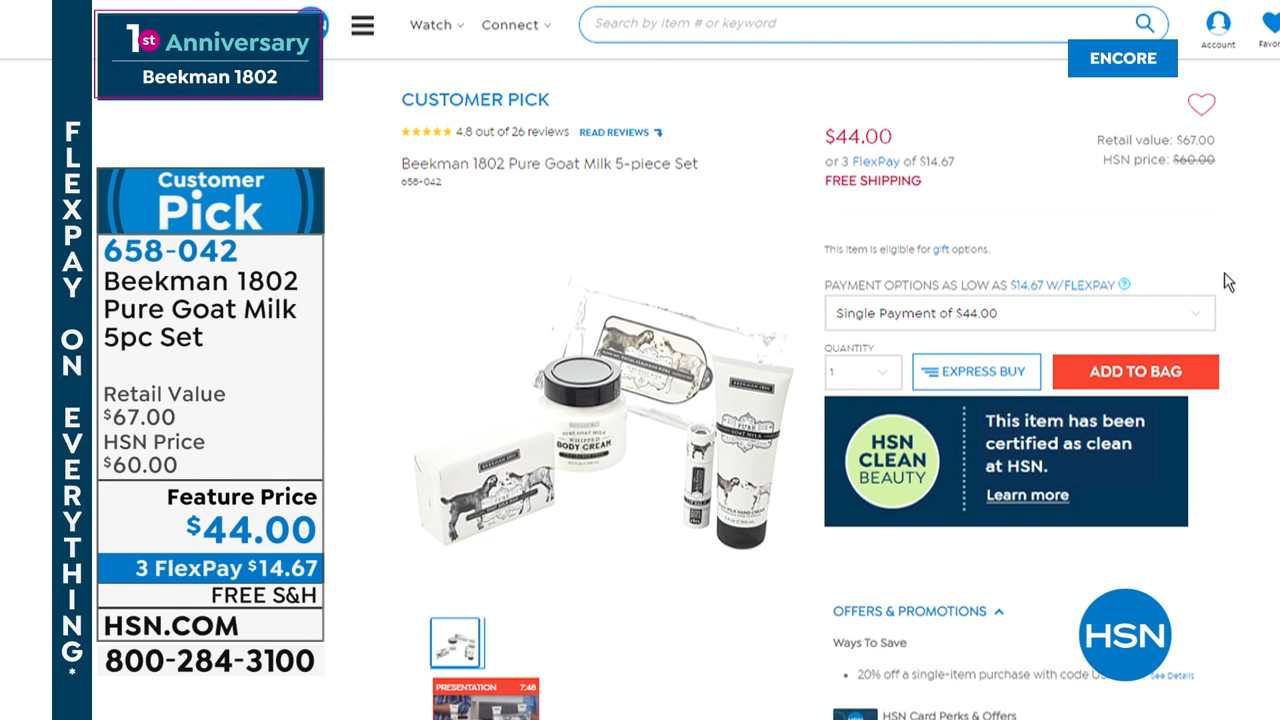 1st Anniversary
Beekman 1802
FLEXPAY ON EVERYTHING.*
Customer
Pick
658-042
Beekman 1802
Pure Goat Milk
5pc Set
Retail Value
$67.00
HSN Price
$60.00
Feature Price
$44.00
3 FlexPay $14.67
FREE S&H
HSN.COM
800-284-3100
Watch
Connect
Search by item # or keyword
Account
Favor
ENCORE
CUSTOMER PICK
4.8 out of 26 reviews READ REVIEWS
Beekman 1802 Pure Goat Milk 5-piece Set
658-042
$44.00
or 3 FlexPay of $14.67
FREE SHIPPING
Retail value: $67.00
HSN price: $60.00
This item is eligible for gift options.
PAYMENT OPTIONS AS LOW AS $14.67 W/FLEXPAY ?
Single Payment of $44.00
QUANTITY
1
EXPRESS BUY
ADD TO BAG
HSN
CLEAN
BEAUTY
This item has been
certified as clean
at HSN.
Learn more
BEEKMAN 1802
PURE
GOAT MILK
WHIPPED
BODY CREAM
OFFERS & PROMOTIONS
Ways To Save
20% off a single-item purchase with code
See Details
HSN
HSN Card Perks & Offers
PRESENTATION 7:48